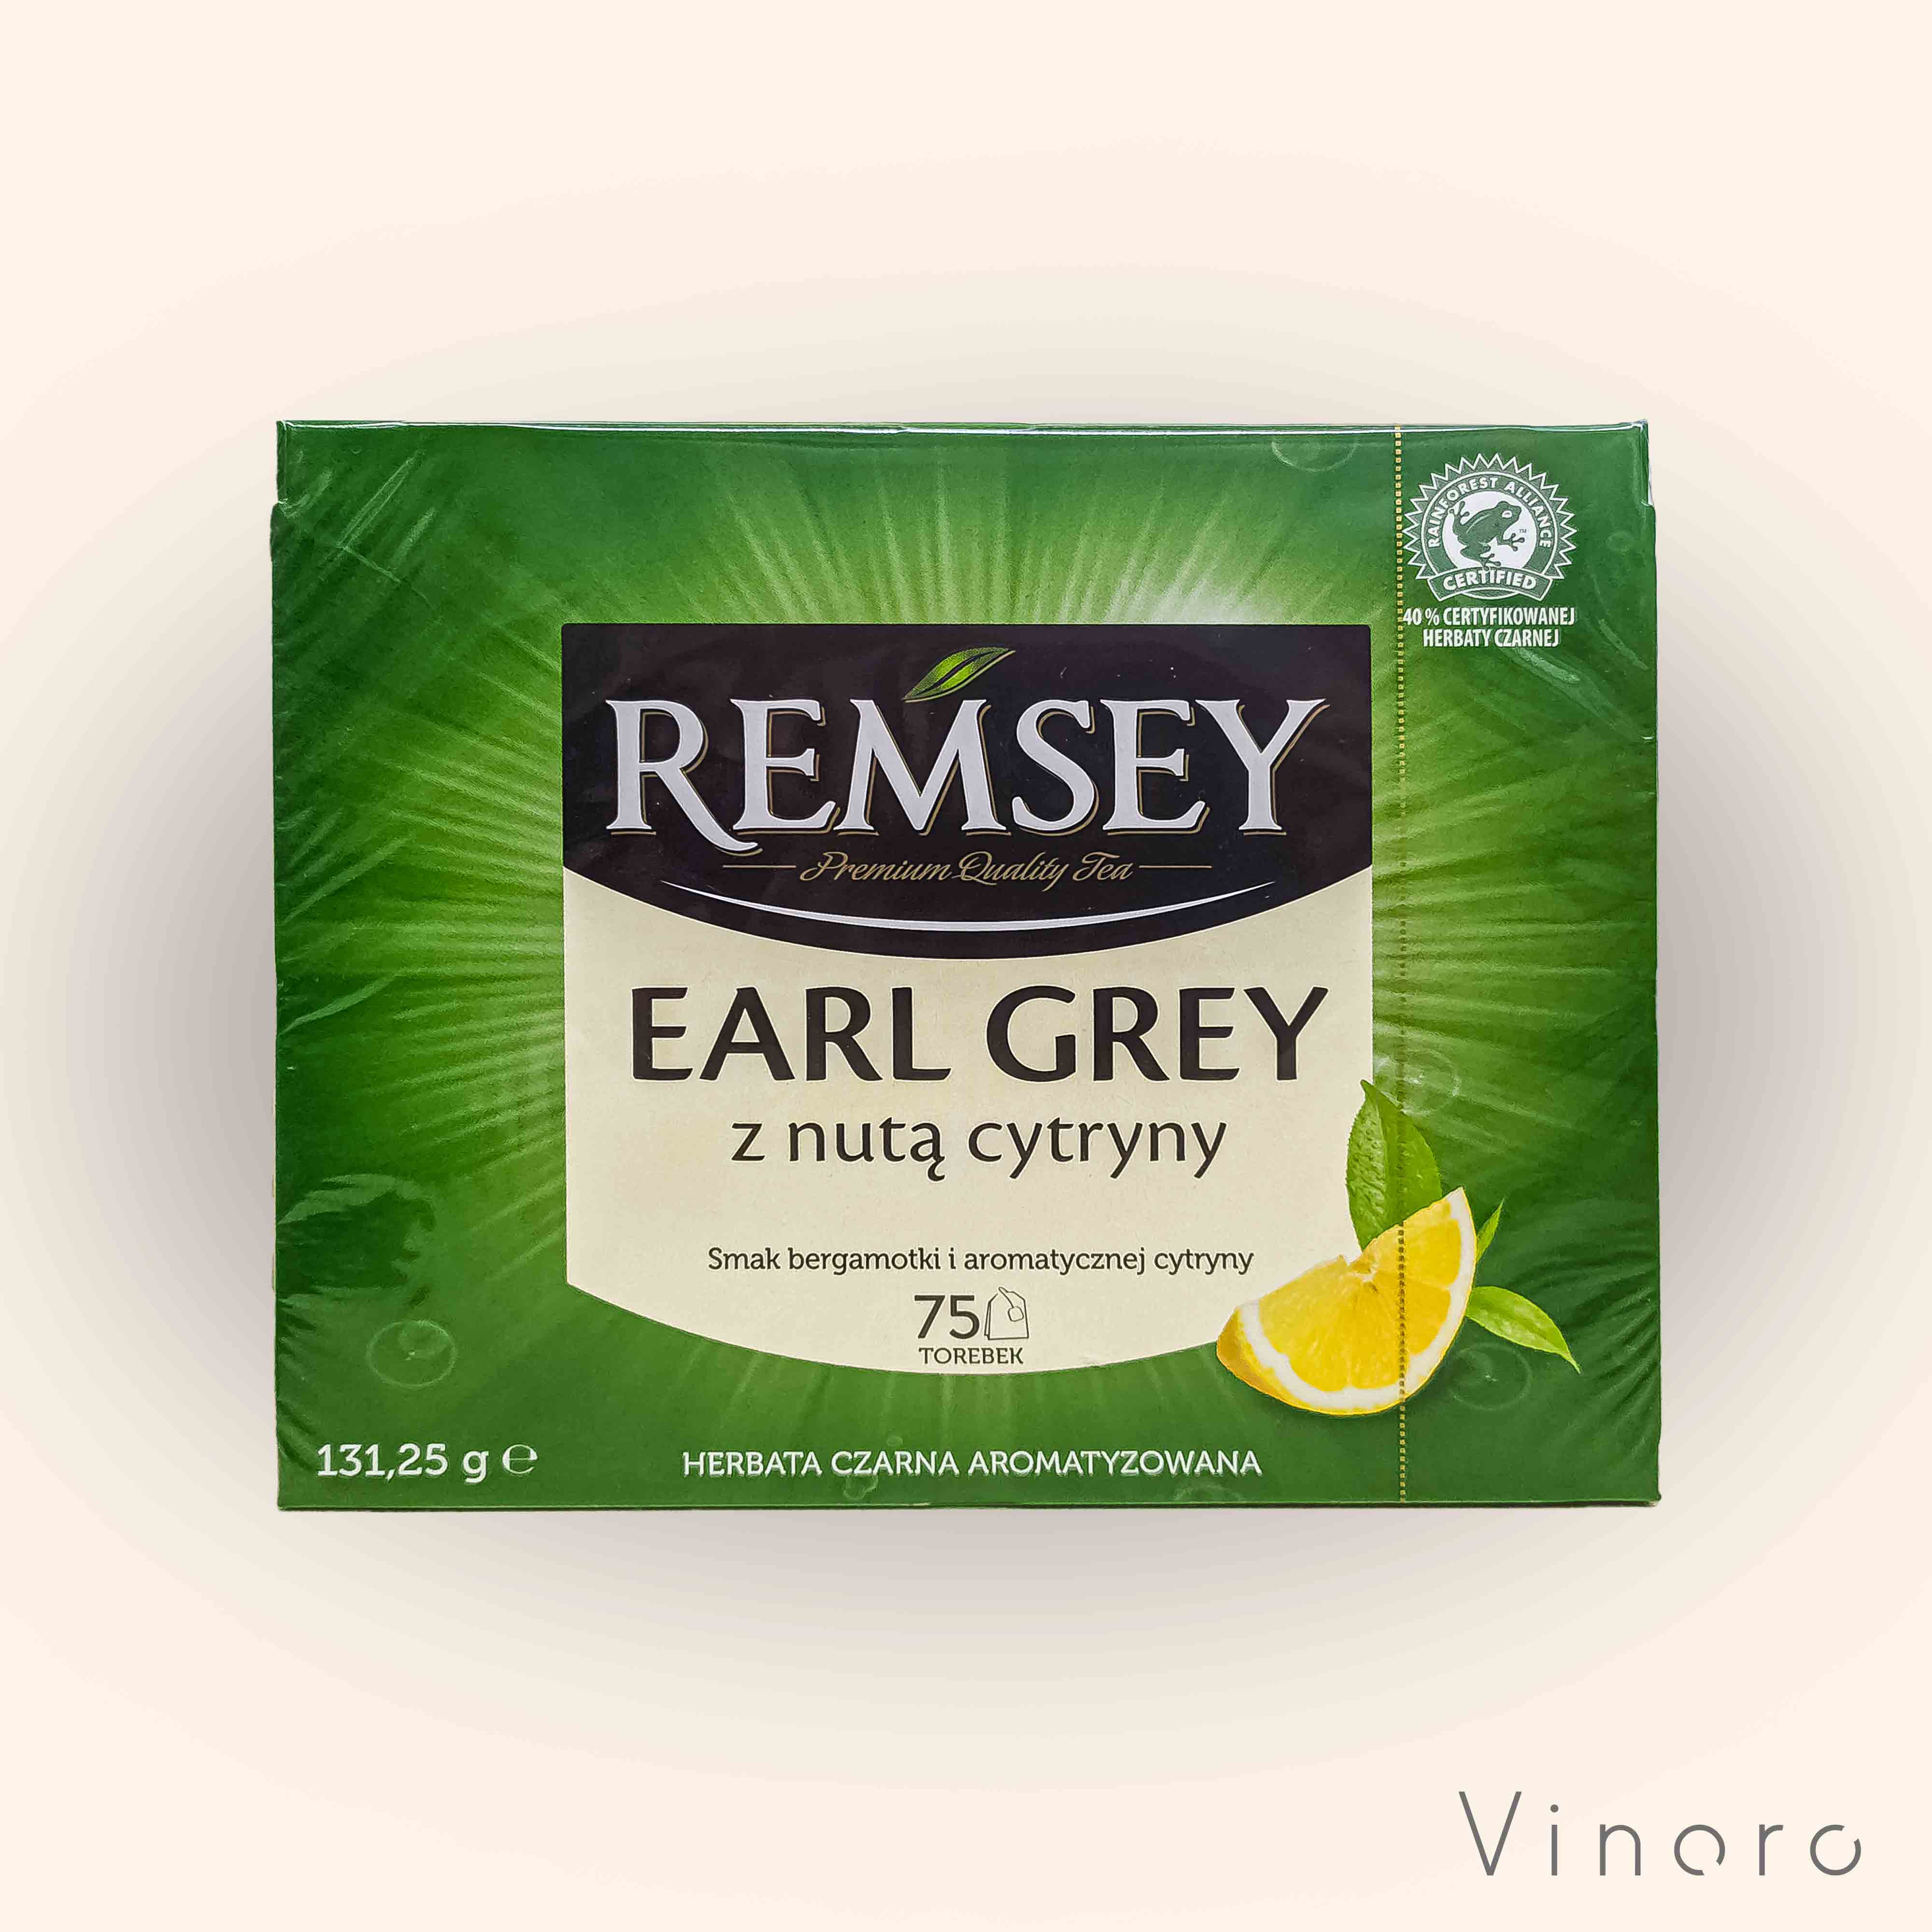 RAINFOREST ALLIANCE
TM
CERTIFIED
40 % CERTYFIKOWANEJ
HERBATY CZARNEJ
REMSEY
Premium Quality Tea
EARL GREY
z nutą cytryny
Smak bergamotki i aromatycznej cytryny
75
TOREBEK
131,25 g ℮
HERBATA CZARNA AROMATYZOWANA
Vinoro